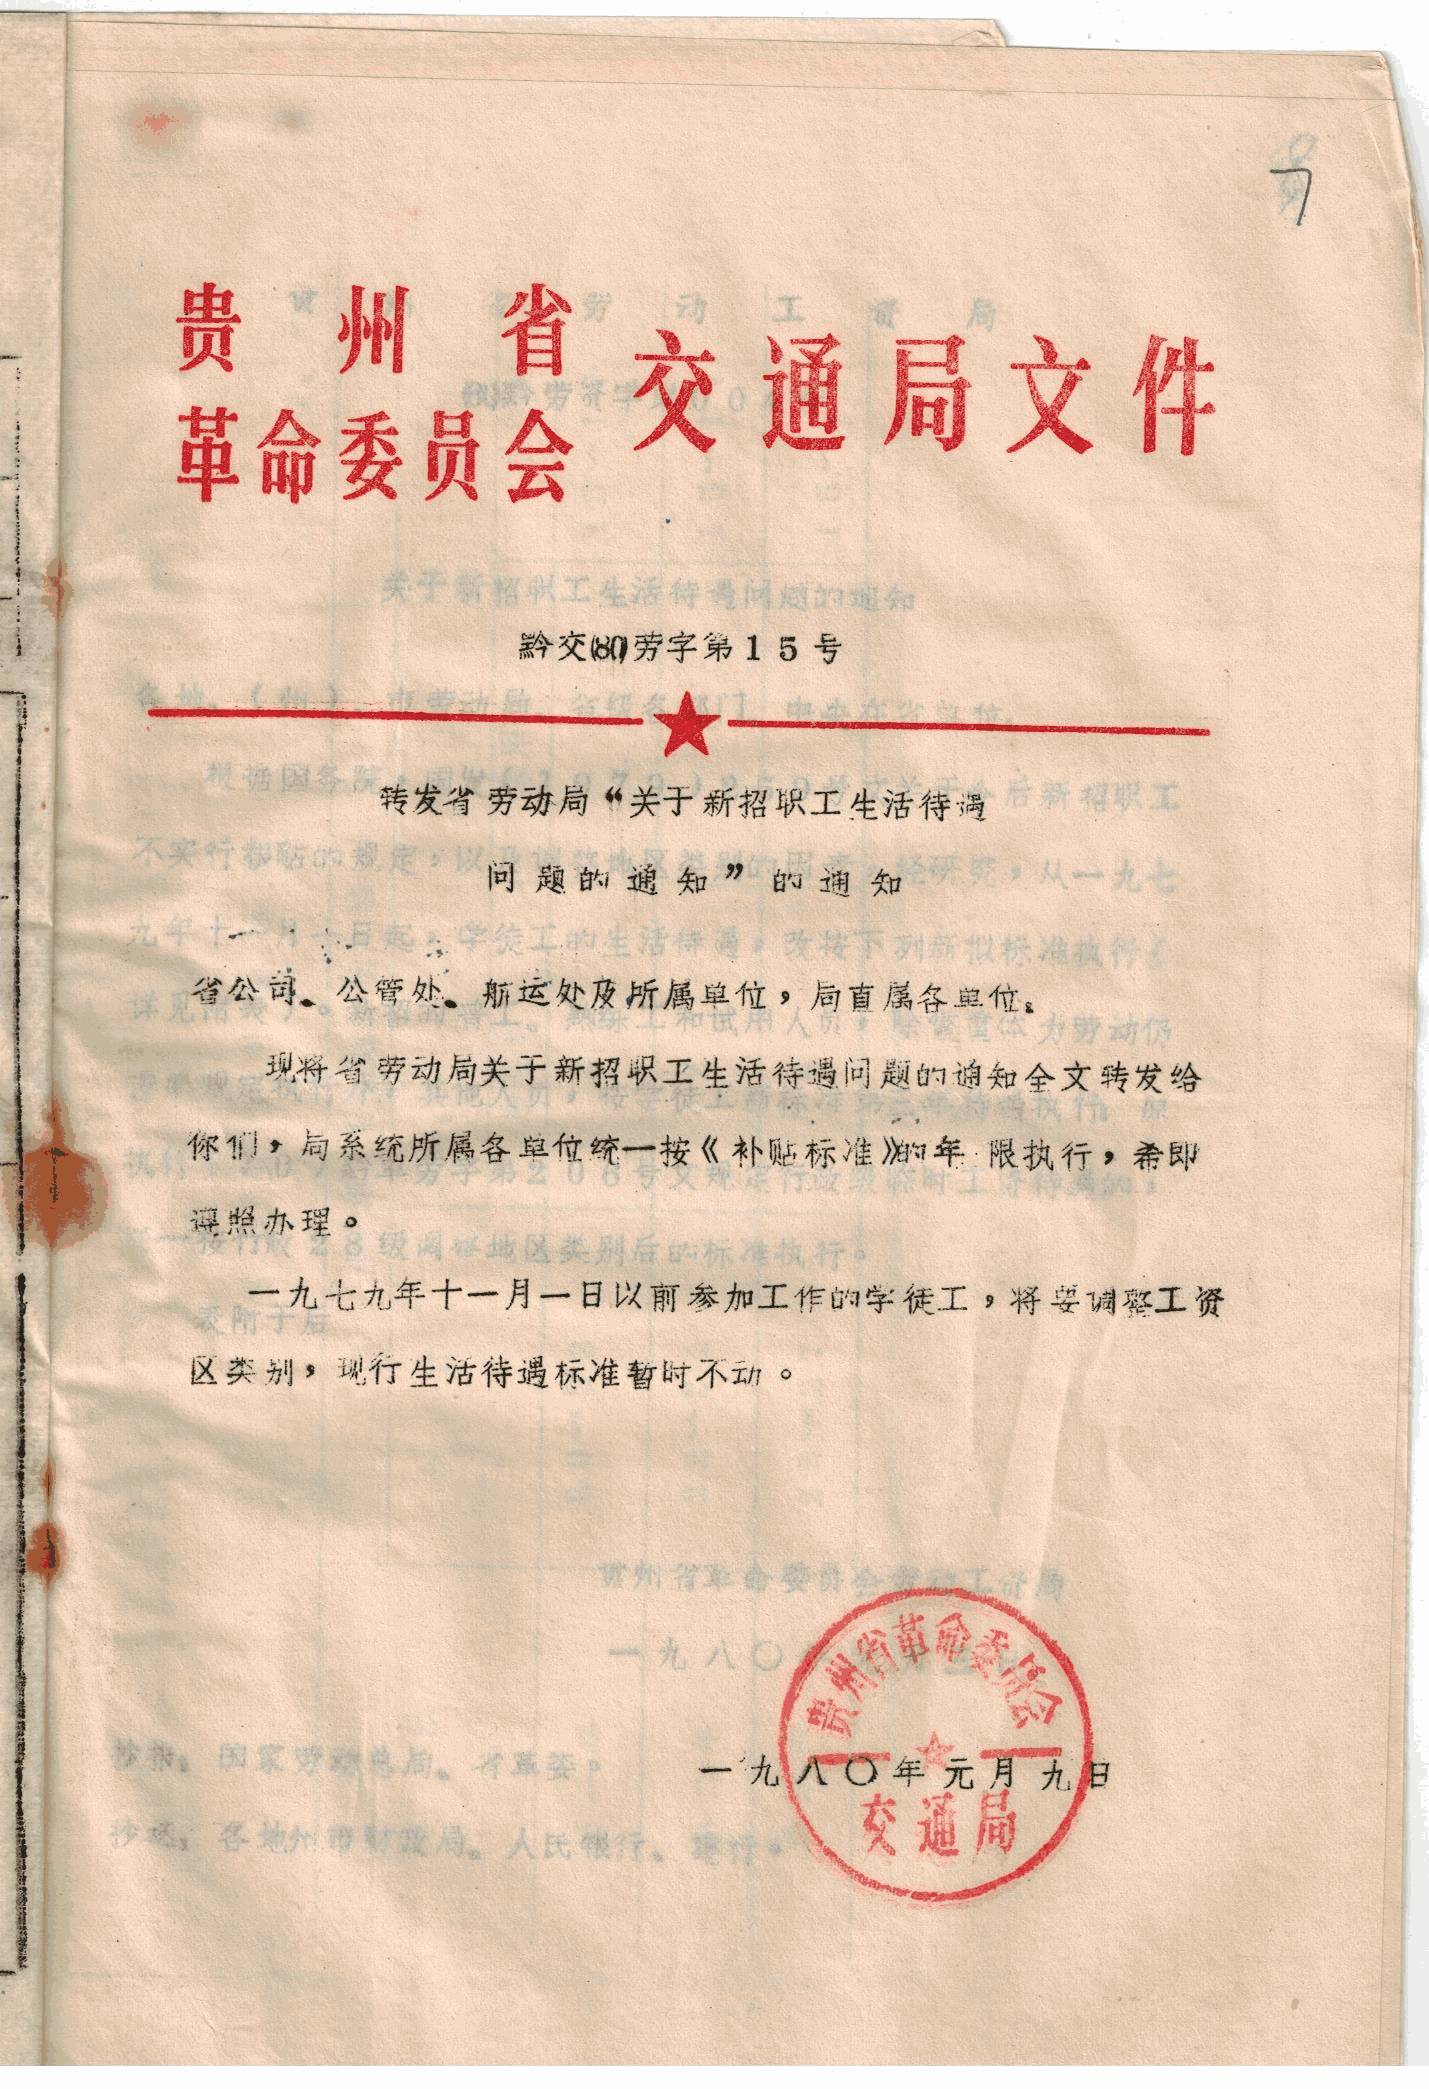 7
贵州省
革命委员会
交通局文件
黔交(80)劳字第15号
转发省劳动局“关于新招职工生活待遇
问题的通知”的通知
省公司、公管处、航运处及所属单位，局直属各单位：
现将省劳动局关于新招职工生活待遇问题的通知全文转发给
你们，局系统所属各单位统一按《补贴标准》的年限执行，希即
遵照办理。
一九七九年十一月一日以前参加工作的学徒工，将要调整工资
区类别，现行生活待遇标准暂时不动。
一九八〇年元月九日
贵州省革命委员会
交通局